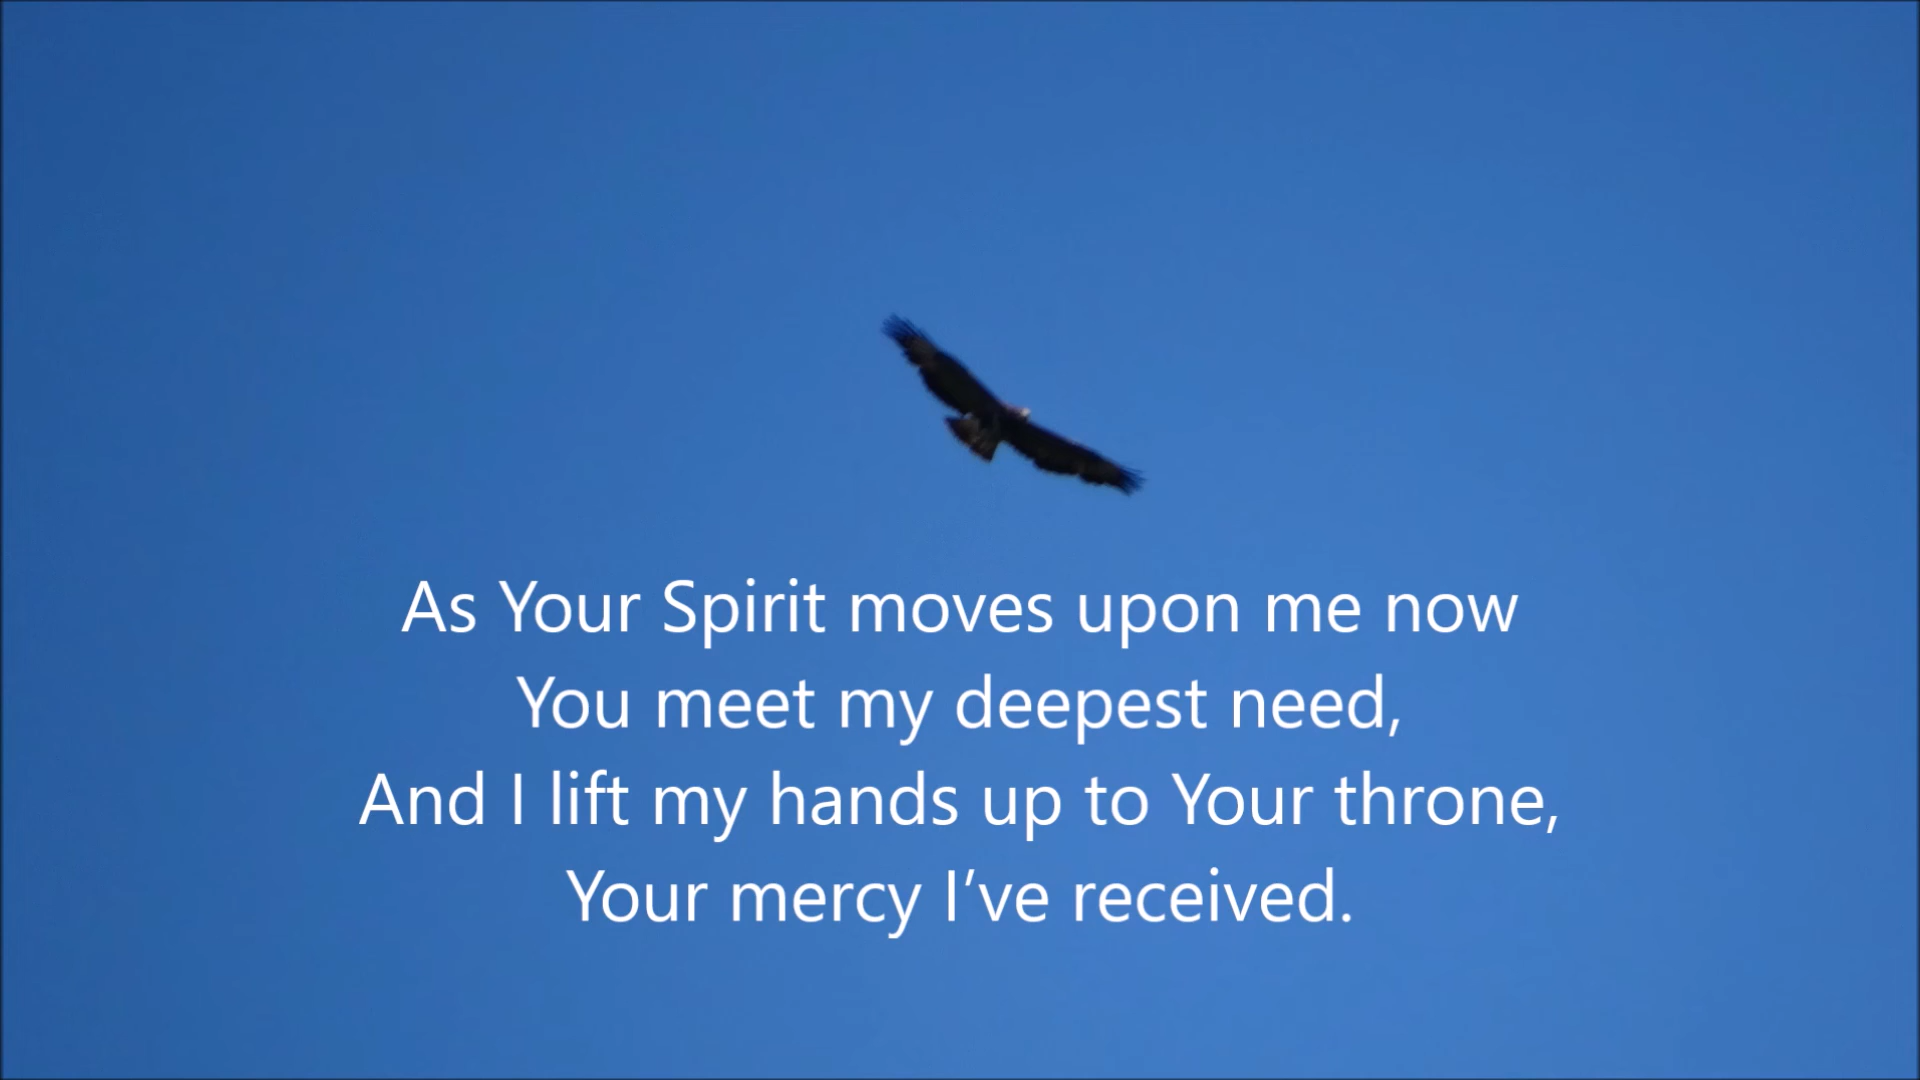 As Your Spirit moves upon me now
You meet my deepest need,
And I lift my hands up to Your throne,
Your mercy I’ve received.